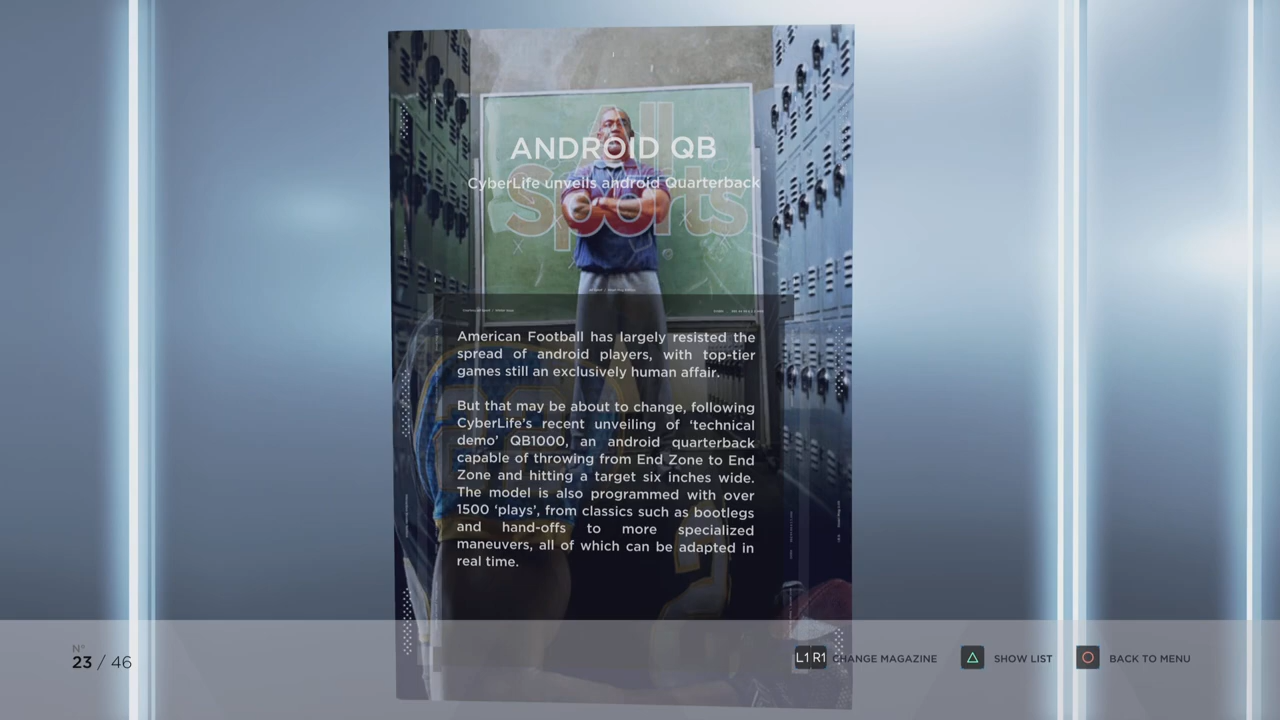 All
Sports
ANDROID QB
CyberLife unveils android Quarterback
American Football has largely resisted the
spread of android players, with top-tier
games still an exclusively human affair.
But that may be about to change, following
CyberLife's recent unveiling of ‘technical
demo’ QB1000, an android quarterback
capable of throwing from End Zone to End
Zone and hitting a target six inches wide.
The model is also programmed with over
1500 ‘plays’, from classics such as bootlegs
and hand-offs to more specialized
maneuvers, all of which can be adapted in
real time.
N°
23 / 46
L1 R1 CHANGE MAGAZINE
SHOW LIST
BACK TO MENU